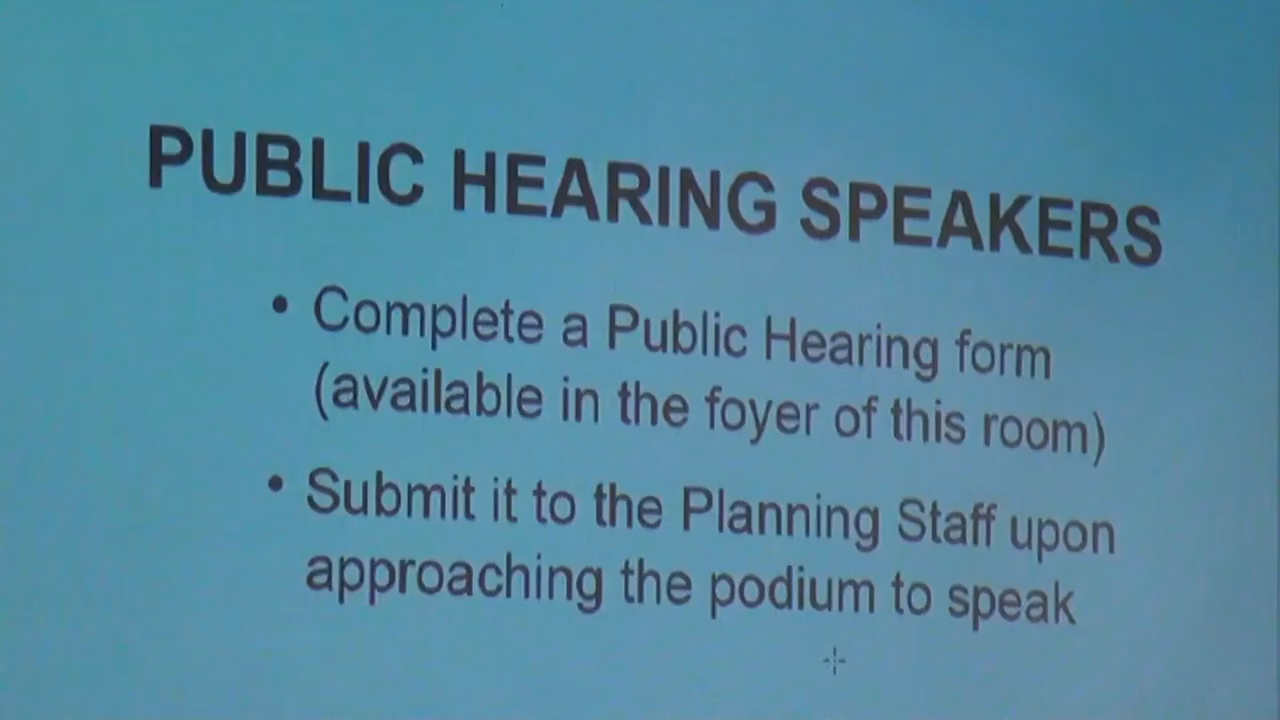 PUBLIC HEARING SPEAKERS
• Complete a Public Hearing form
(available in the foyer of this room)
• Submit it to the Planning Staff upon
approaching the podium to speak